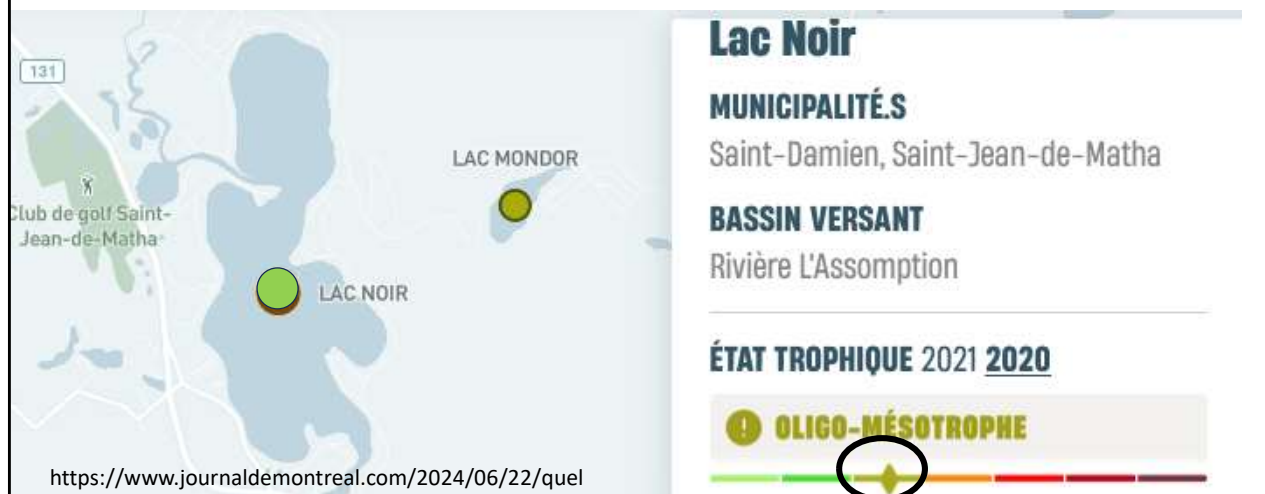 131
LAC MONDOR
Club de golf Saint-
Jean-de-Matha
LAC NOIR
https://www.journaldemontreal.com/2024/06/22/quel
Lac Noir
MUNICIPALITÉ.S
Saint-Damien, Saint-Jean-de-Matha
BASSIN VERSANT
Rivière L'Assomption
ÉTAT TROPHIQUE 2021 2020
! OLIGO-MÉSOTROPHE